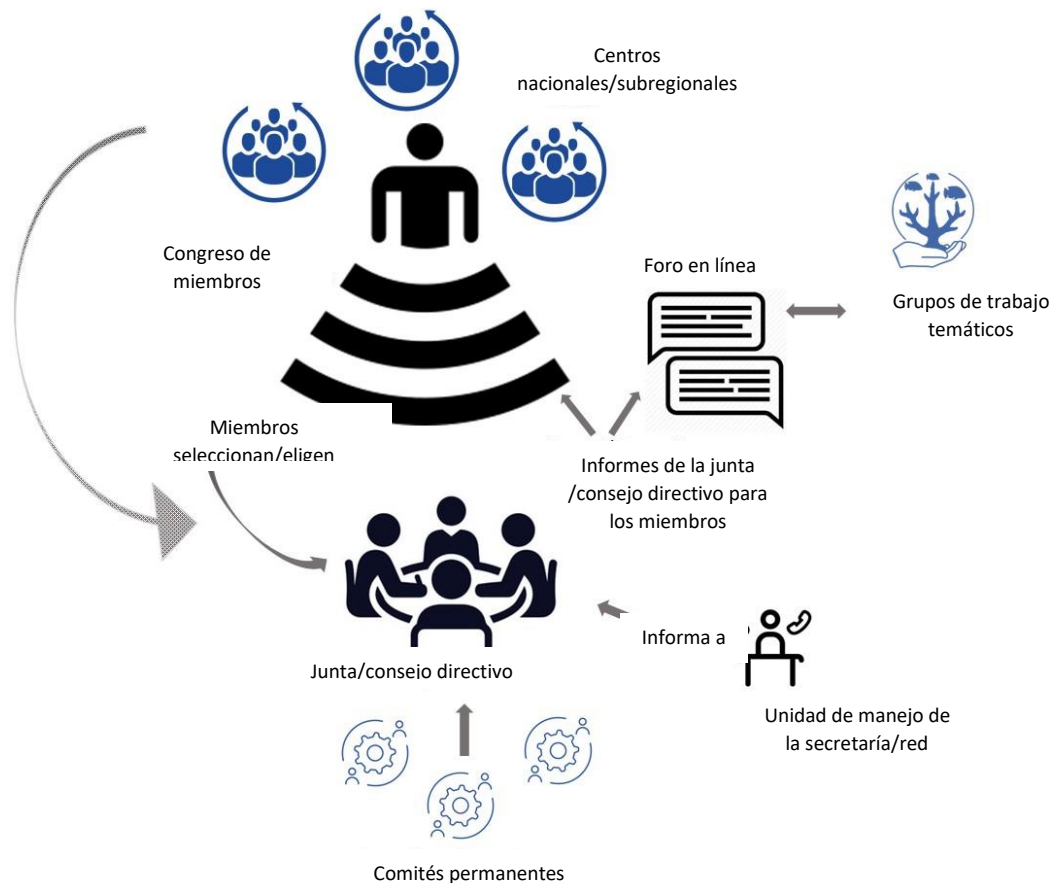 Centros
nacionales/subregionales
Congreso de
miembros
Foro en línea
Grupos de trabajo
temáticos
Miembros
seleccionan/eligen
Informes de la junta
/consejo directivo para
los miembros
Informa a
Junta/consejo directivo
Unidad de manejo de
la secretaría/red
Comités permanentes